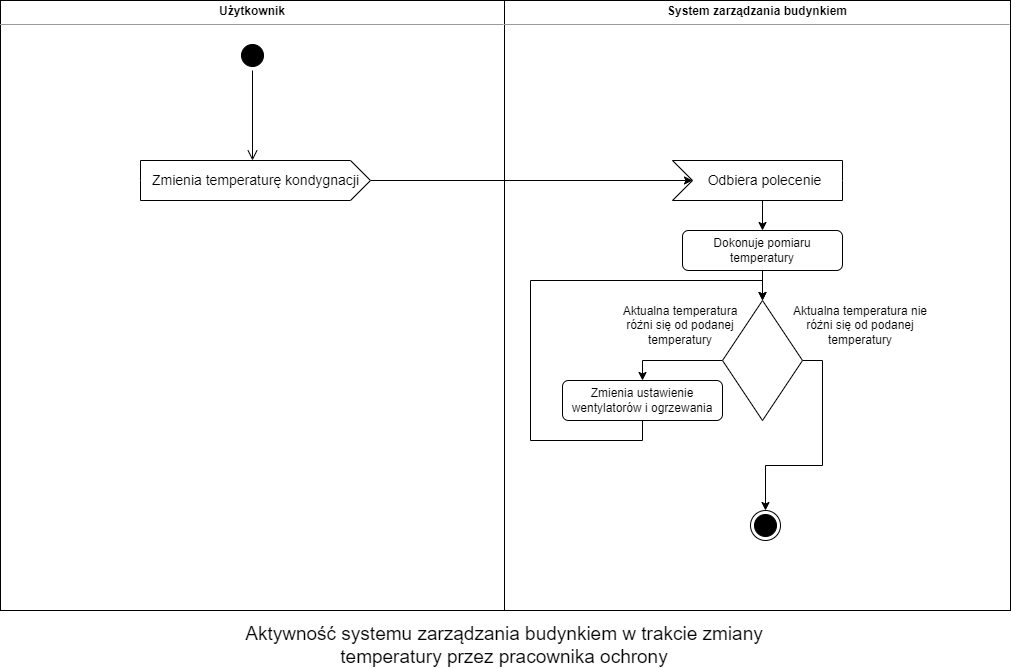 Użytkownik
System zarządzania budynkiem
Zmienia temperaturę kondygnacji
Odbiera polecenie
Dokonuje pomiaru
temperatury
Aktualna temperatura
różni się od podanej
temperatury
Aktualna temperatura nie
różni się od podanej
temperatury
Zmienia ustawienie
wentylatorów i ogrzewania
Aktywność systemu zarządzania budynkiem w trakcie zmiany
temperatury przez pracownika ochrony